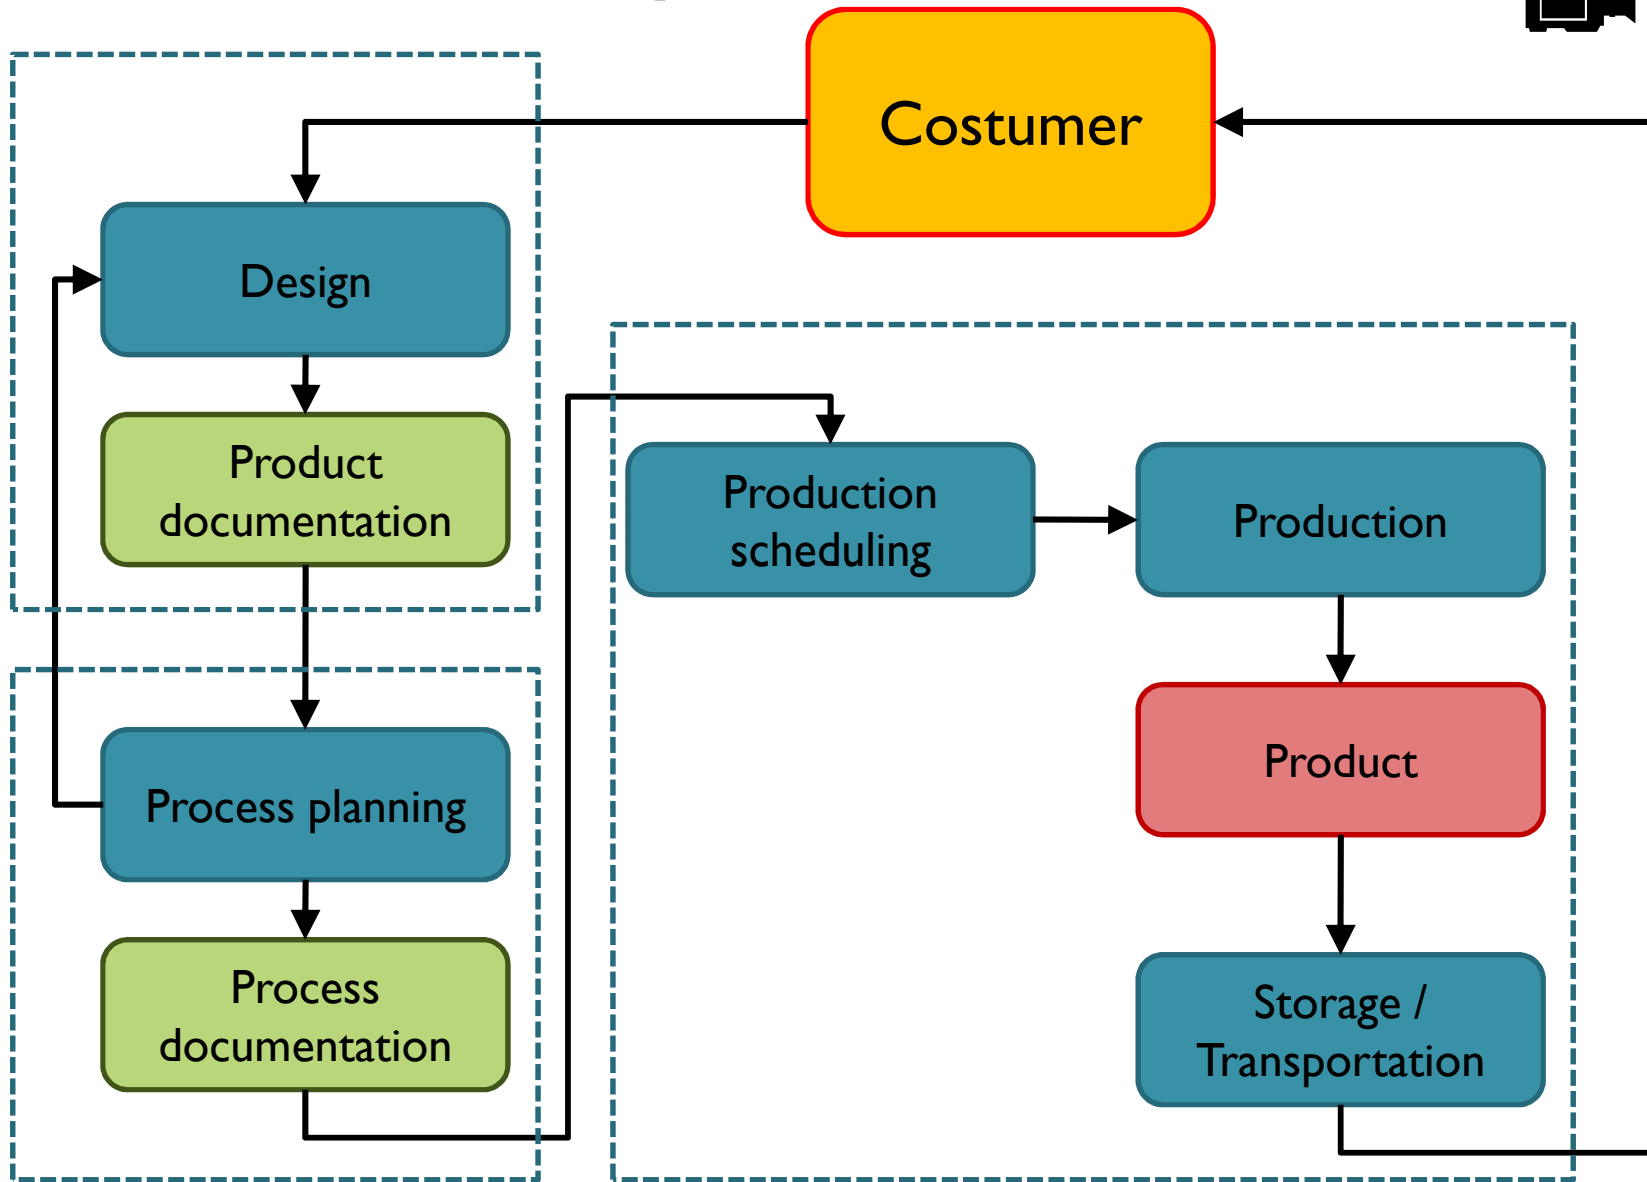 Costumer
Design
Product
documentation
Process planning
Process
documentation
Production
scheduling
Production
Product
Storage /
Transportation